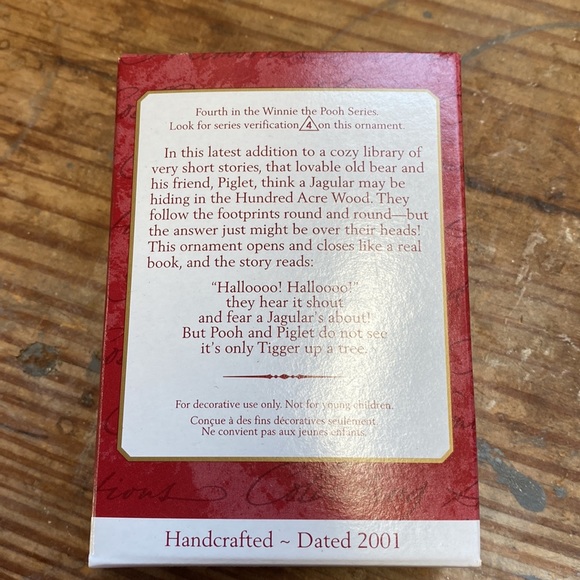 Fourth in the Winnie the Pooh Series.
Look for series verification 4 on this ornament.
In this latest addition to a cozy library of
very short stories, that lovable old bear and
his friend, Piglet, think a Jagular may be
hiding in the Hundred Acre Wood. They
follow the footprints round and round—but
the answer just might be over their heads!
This ornament opens and closes like a real
book, and the story reads:
"Halloooo! Halloooo!"
they hear it shout
and fear a Jagular's about!
But Pooh and Piglet do not see
it's only Tigger up a tree.
For decorative use only. Not for young children.
Conçue à des fins décoratives seulement.
Ne convient pas aux jeunes enfants.
Handcrafted ~ Dated 2001